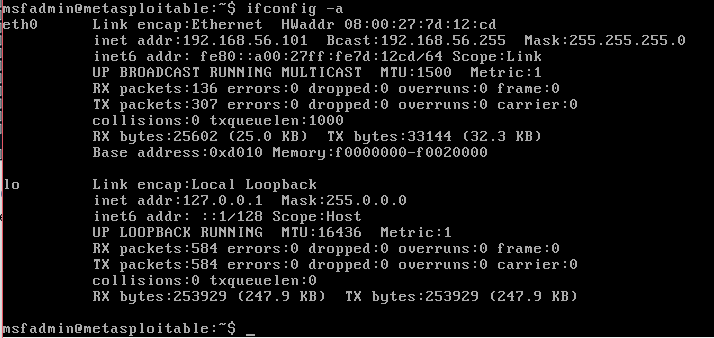 msfadmin@metasploitable:~$ ifconfig -a
eth0      Link encap:Ethernet  HWaddr 08:00:27:7d:12:cd
          inet addr:192.168.56.101  Bcast:192.168.56.255  Mask:255.255.255.0
          inet6 addr: fe80::a00:27ff:fe7d:12cd/64 Scope:Link
          UP BROADCAST RUNNING MULTICAST  MTU:1500  Metric:1
          RX packets:136 errors:0 dropped:0 overruns:0 frame:0
          TX packets:307 errors:0 dropped:0 overruns:0 carrier:0
          collisions:0 txqueuelen:1000
          RX bytes:25602 (25.0 KB)  TX bytes:33144 (32.3 KB)
          Base address:0xd010 Memory:f0000000-f0020000
lo        Link encap:Local Loopback
          inet addr:127.0.0.1  Mask:255.0.0.0
          inet6 addr: ::1/128 Scope:Host
          UP LOOPBACK RUNNING  MTU:16436  Metric:1
          RX packets:584 errors:0 dropped:0 overruns:0 frame:0
          TX packets:584 errors:0 dropped:0 overruns:0 carrier:0
          collisions:0 txqueuelen:0
          RX bytes:253929 (247.9 KB)  TX bytes:253929 (247.9 KB)
msfadmin@metasploitable:~$ _